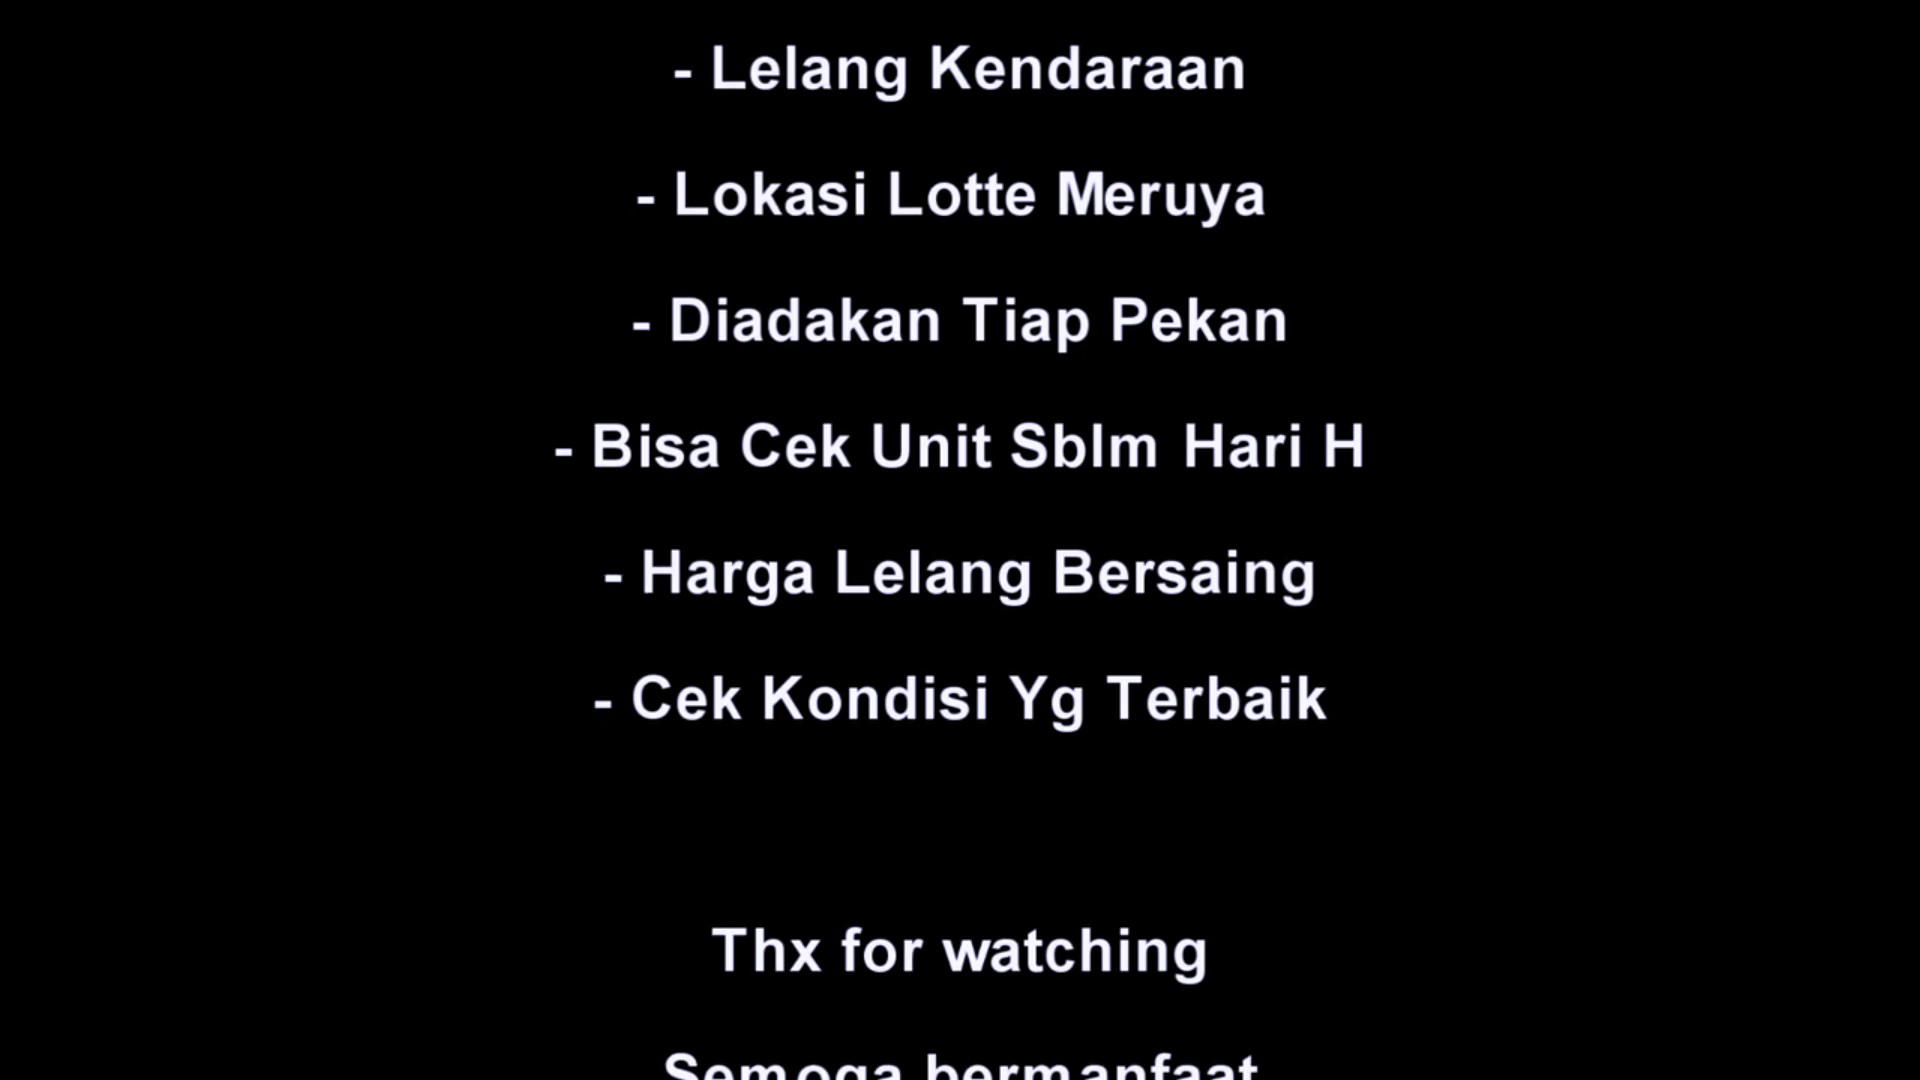 - Lelang Kendaraan
- Lokasi Lotte Meruya
- Diadakan Tiap Pekan
- Bisa Cek Unit Sblm Hari H
- Harga Lelang Bersaing
- Cek Kondisi Yg Terbaik
Thx for watching
Semoga bermanfaat